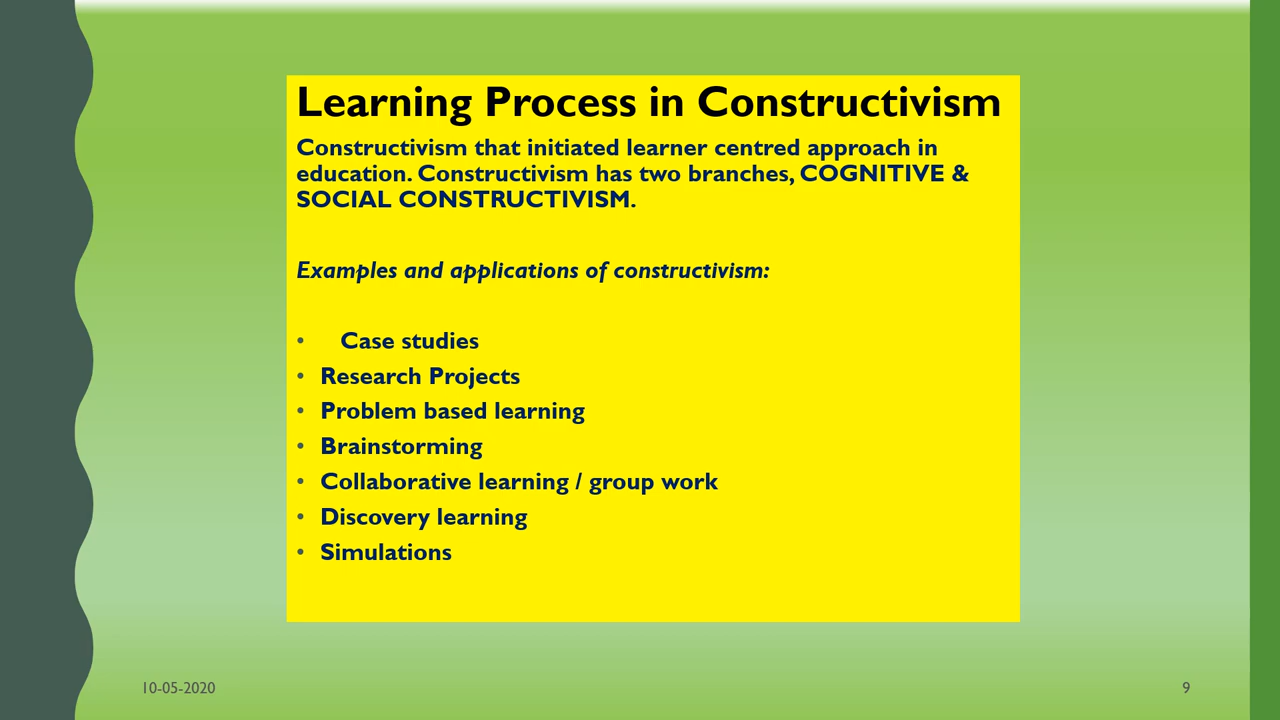 Learning Process in Constructivism
Constructivism that initiated learner centred approach in
education. Constructivism has two branches, COGNITIVE &
SOCIAL CONSTRUCTIVISM.
Examples and applications of constructivism:
• Case studies
• Research Projects
• Problem based learning
• Brainstorming
• Collaborative learning / group work
• Discovery learning
• Simulations
10-05-2020
9